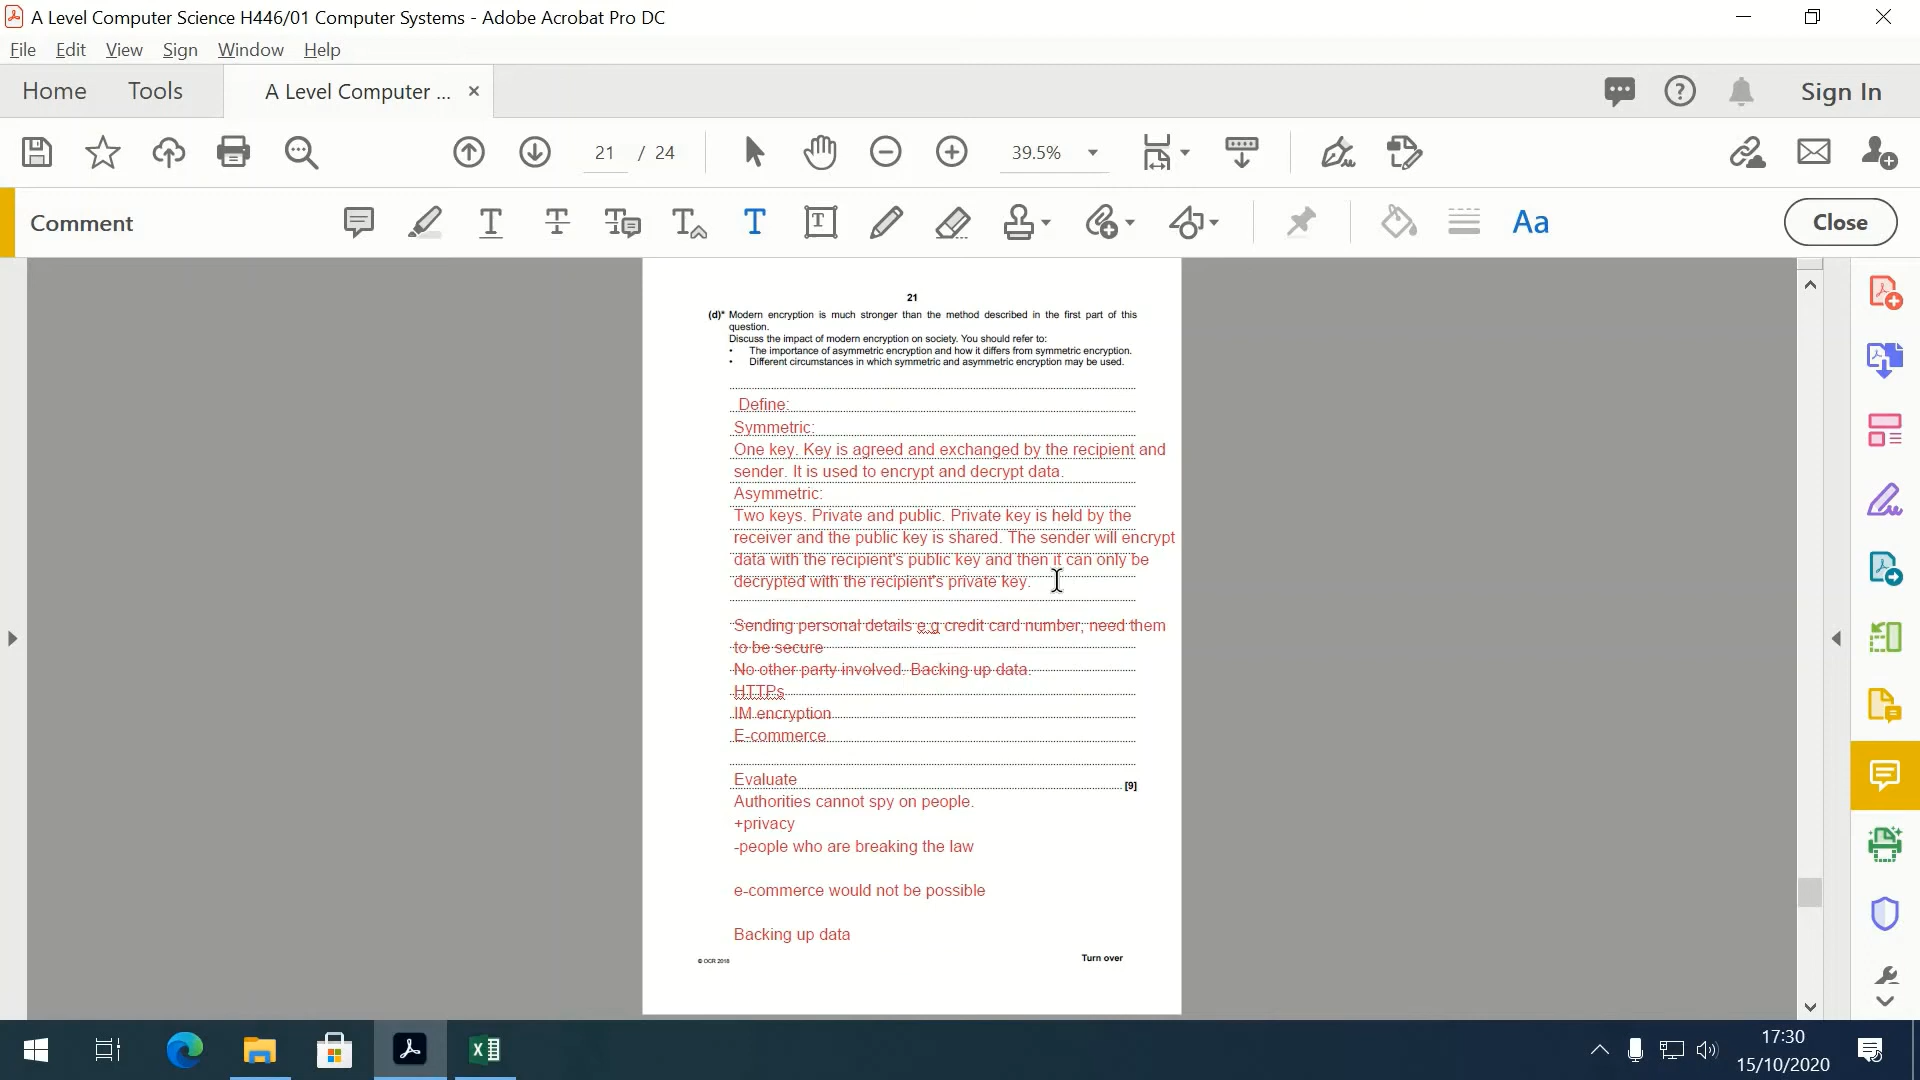 A Level Computer Science H446/01 Computer Systems - Adobe Acrobat Pro DC
File Edit View Sign Window Help
Home Tools A Level Computer ... × Sign In
21 / 24 39.5%
Comment Aa Close
21
(d)* Modern encryption is much stronger than the method described in the first part of this
question.
Discuss the impact of modern encryption on society. You should refer to:
• The importance of asymmetric encryption and how it differs from symmetric encryption.
• Different circumstances in which symmetric and asymmetric encryption may be used.
Define:
Symmetric:
One key. Key is agreed and exchanged by the recipient and
sender. It is used to encrypt and decrypt data.
Asymmetric:
Two keys. Private and public. Private key is held by the
receiver and the public key is shared. The sender will encrypt
data with the recipient's public key and then it can only be
decrypted with the recipient's private key.
Sending personal details e.g credit card number, need them
to be secure
No other party involved. Backing up data.
HTTPs
IM encryption
E-commerce
Evaluate
[9]
Authorities cannot spy on people.
+privacy
-people who are breaking the law
e-commerce would not be possible
Backing up data
© OCR 2018
Turn over
17:30
15/10/2020